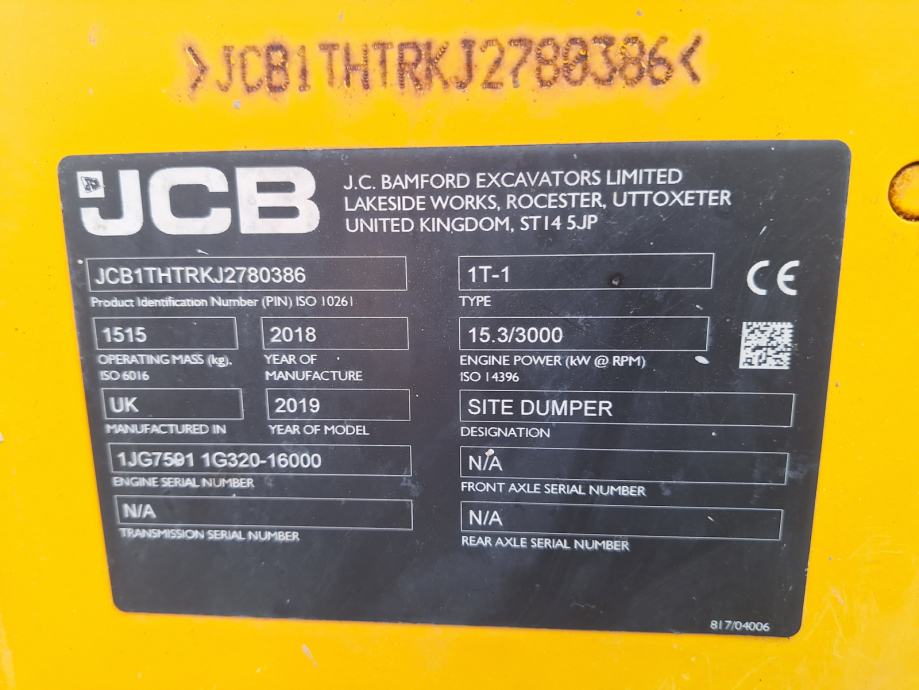 >JCB1THTRKJ2780386<
JCB
J.C. BAMFORD EXCAVATORS LIMITED
LAKESIDE WORKS, ROCESTER, UTTOXETER
UNITED KINGDOM, ST14 5JP
JCB1THTRKJ2780386
Product Identification Number (PIN) ISO 10261
1T-1
TYPE
CE
1515
OPERATING MASS (kg),
ISO 6016
2018
YEAR OF
MANUFACTURE
15.3/3000
ENGINE POWER (kW @ RPM)
ISO 14396
UK
MANUFACTURED IN
2019
YEAR OF MODEL
SITE DUMPER
DESIGNATION
1JG7591 1G320-16000
ENGINE SERIAL NUMBER
N/A
FRONT AXLE SERIAL NUMBER
N/A
TRANSMISSION SERIAL NUMBER
N/A
REAR AXLE SERIAL NUMBER
817/04006